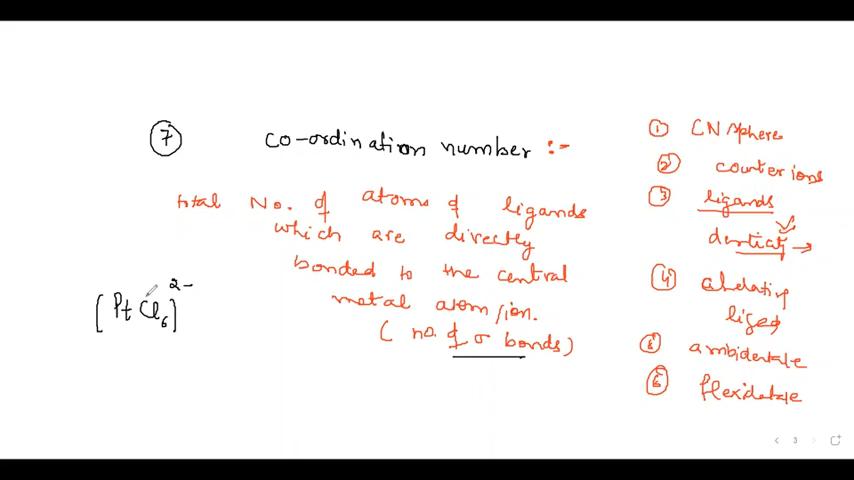 7 co-ordination number :-
total No. of atoms of ligands
which are directly
bonded to the central
metal atom/ion.
( no. of σ bonds)
[PtCl6]2-
1 CN sphere
2 counter ions
3 ligands
denticity →
4 chelating
ligand
5 ambidentate
6 flexidentate
3